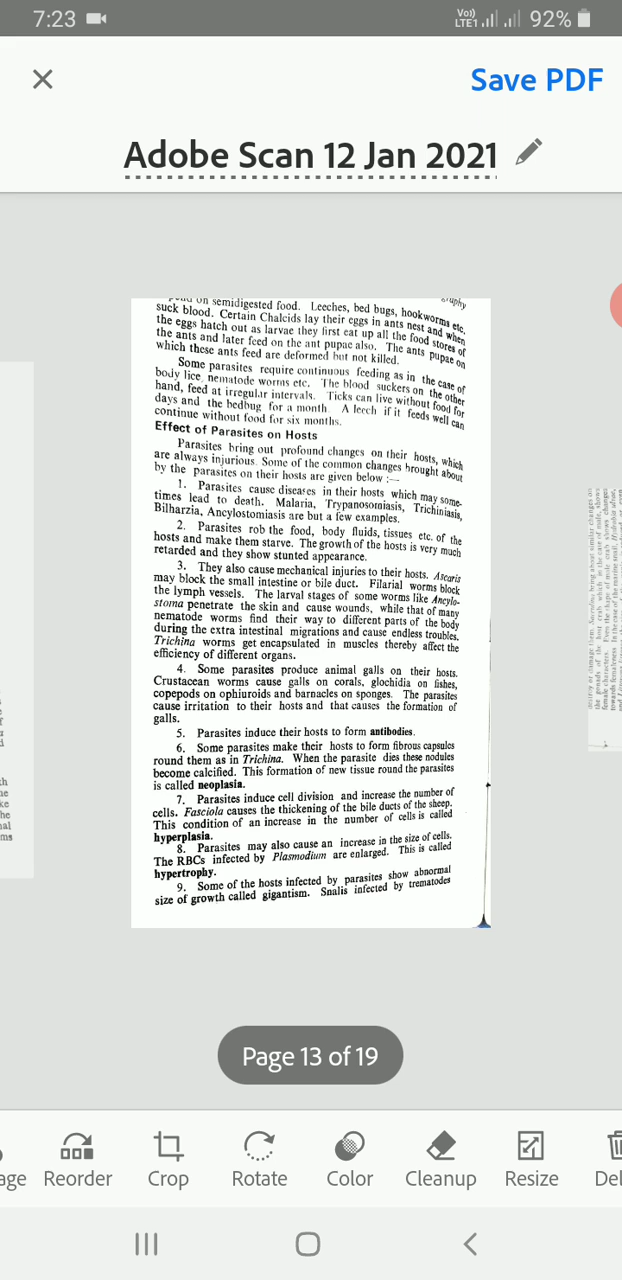 7:23
Vo)) LTE1 92%
Save PDF
Adobe Scan 12 Jan 2021
on semidigested food. Leeches, bed bugs, hookworms etc.
suck blood. Certain Chalcids lay their eggs in ants nest and when
the eggs hatch out as larvae they first eat up all the food stores of
the ants and later feed on the ant pupae also. The ants pupae on
which these ants feed are deformed but not killed.
Some parasites require continuous feeding as in the case of
body lice, nematode worms etc. The blood suckers on the other
hand, feed at irregular intervals. Ticks can live without food for
days and the bedbug for a month. A leech if it feeds well can
continue without food for six months.
Effect of Parasites on Hosts
Parasites bring out profound changes on their hosts, which
are always injurious. Some of the common changes brought about
by the parasites on their hosts are given below :—
1. Parasites cause diseases in their hosts which may some-
times lead to death. Malaria, Trypanosomiasis, Trichiniasis,
Bilharzia, Ancylostomiasis are but a few examples.
2. Parasites rob the food, body fluids, tissues etc. of the
hosts and make them starve. The growth of the hosts is very much
retarded and they show stunted appearance.
3. They also cause mechanical injuries to their hosts. Ascaris
may block the small intestine or bile duct. Filarial worms block
the lymph vessels. The larval stages of some worms like Ancylo-
stoma penetrate the skin and cause wounds, while that of many
nematode worms find their way to different parts of the body
during the extra intestinal migrations and cause endless troubles.
Trichina worms get encapsulated in muscles thereby affect the
efficiency of different organs.
4. Some parasites produce animal galls on their hosts.
Crustacean worms cause galls on corals, glochidia on fishes,
copepods on ophiuroids and barnacles on sponges. The parasites
cause irritation to their hosts and that causes the formation of
galls.
5. Parasites induce their hosts to form antibodies.
6. Some parasites make their hosts to form fibrous capsules
round them as in Trichina. When the parasite dies these nodules
become calcified. This formation of new tissue round the parasites
is called neoplasia.
7. Parasites induce cell division and increase the number of
cells. Fasciola causes the thickening of the bile ducts of the sheep.
This condition of an increase in the number of cells is called
hyperplasia.
8. Parasites may also cause an increase in the size of cells.
The RBCs infected by Plasmodium are enlarged. This is called
hypertrophy.
9. Some of the hosts infected by parasites show abnormal
size of growth called gigantism. Snalis infected by trematodes
Page 13 of 19
Reorder Crop Rotate Color Cleanup Resize